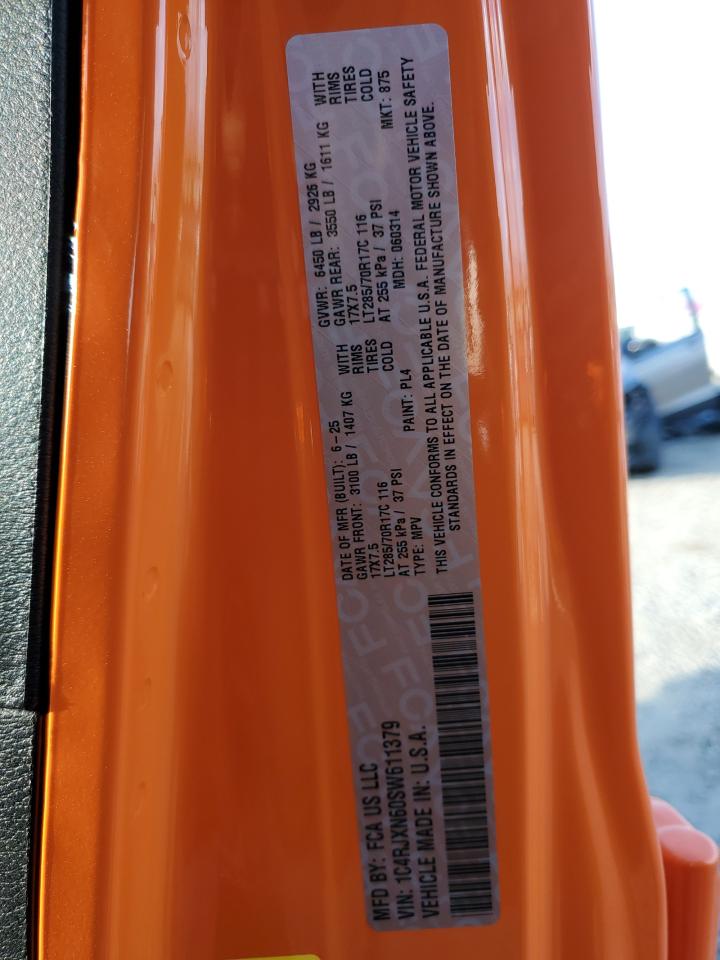 MFD BY: FCA US LLC
VIN: 1C4RJXN60SW611379
VEHICLE MADE IN: U.S.A.
DATE OF MFR (BUILT): 6-25 GVWR: 6450 LB / 2926 KG
GAWR FRONT: 3100 LB / 1407 KG WITH GAWR REAR: 3550 LB / 1611 KG WITH
17X7.5 RIMS 17X7.5 RIMS
LT285/70R17C 116 TIRES LT285/70R17C 116 TIRES
AT 255 kPa / 37 PSI COLD AT 255 kPa / 37 PSI COLD
TYPE: MPV PAINT: PL4 MDH: 060314 MKT: 875
THIS VEHICLE CONFORMS TO ALL APPLICABLE U.S.A. FEDERAL MOTOR VEHICLE SAFETY
STANDARDS IN EFFECT ON THE DATE OF MANUFACTURE SHOWN ABOVE.